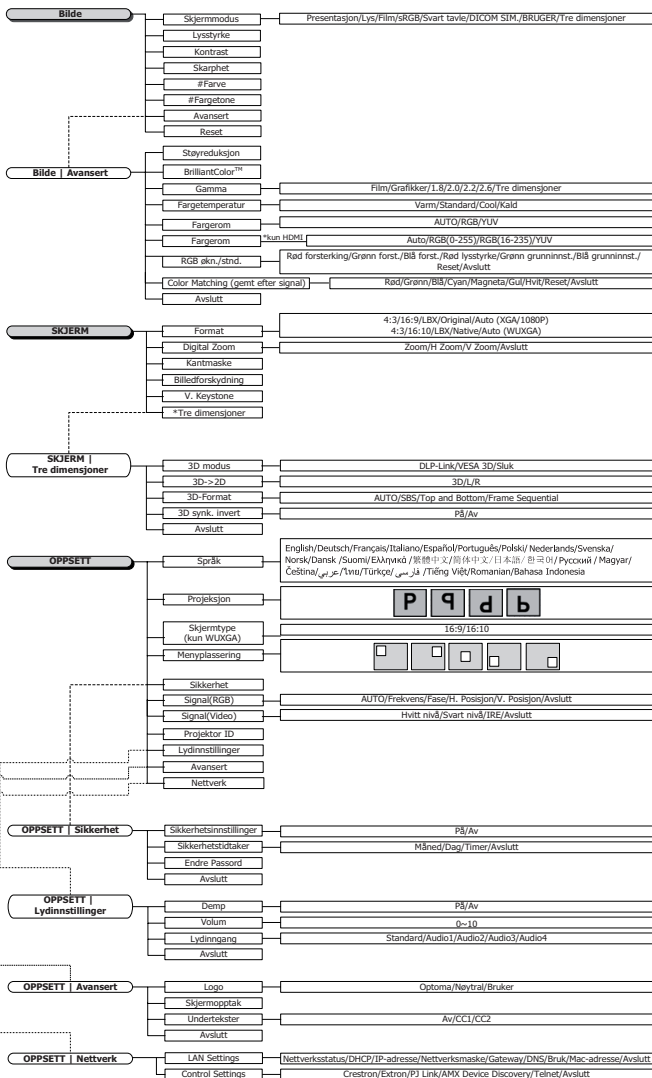 Bilde
Skjermmodus
Presentasjon/Lys/Film/sRGB/Svart tavle/DICOM SIM./BRUGER/Tre dimensjoner
Lysstyrke
Kontrast
Skarphet
#Farve
#Fargetone
Avansert
Reset
Bilde | Avansert
Støyreduksjon
BrilliantColor™
Gamma
Film/Grafikker/1.8/2.0/2.2/2.6/Tre dimensjoner
Fargetemperatur
Varm/Standard/Cool/Kald
Fargerom
AUTO/RGB/YUV
Fargerom
*kun HDMI
Auto/RGB(0-255)/RGB(16-235)/YUV
RGB økn./stnd.
Rød forsterking/Grønn forst./Blå forst./Rød lysstyrke/Grønn grunninnst./Blå grunninnst./
Reset/Avslutt
Color Matching (gemt efter signal)
Rød/Grønn/Blå/Cyan/Magneta/Gul/Hvit/Reset/Avslutt
Avslutt
SKJERM
Format
4:3/16:9/LBX/Original/Auto (XGA/1080P)
4:3/16:10/LBX/Native/Auto (WUXGA)
Digital Zoom
Zoom/H Zoom/V Zoom/Avslutt
Kantmaske
Billedforskydning
V. Keystone
*Tre dimensjoner
SKJERM |
Tre dimensjoner
3D modus
DLP-Link/VESA 3D/Sluk
3D->2D
3D/L/R
3D-Format
AUTO/SBS/Top and Bottom/Frame Sequential
3D synk. invert
På/Av
Avslutt
OPPSETT
Språk
English/Deutsch/Français/Italiano/Español/Português/Polski/ Nederlands/Svenska/
Norsk/Dansk /Suomi/Ελληνικά /繁體中文/简体中文/日本語/ 한국어/ Русский / Magyar/
Čeština/عربي/ไทย/Türkçe/ فارسی /Tiếng Việt/Romanian/Bahasa Indonesia
Projeksjon
P P P P
Skjermtype
(kun WUXGA)
16:9/16:10
Menyplassering
Sikkerhet
Signal(RGB)
AUTO/Frekvens/Fase/H. Posisjon/V. Posisjon/Avslutt
Signal(Video)
Hvitt nivå/Svart nivå/IRE/Avslutt
Projektor ID
Lydinnstillinger
Avansert
Nettverk
OPPSETT | Sikkerhet
Sikkerhetsinnstillinger
På/Av
Sikkerhetstidtaker
Måned/Dag/Timer/Avslutt
Endre Passord
Avslutt
OPPSETT |
Lydinnstillinger
Demp
På/Av
Volum
0~10
Lydinngang
Standard/Audio1/Audio2/Audio3/Audio4
Avslutt
OPPSETT | Avansert
Logo
Optoma/Nøytral/Bruker
Skjermopptak
Undertekster
Av/CC1/CC2
Avslutt
OPPSETT | Nettverk
LAN Settings
Nettverksstatus/DHCP/IP-adresse/Nettverksmaske/Gateway/DNS/Bruk/Mac-adresse/Avslutt
Control Settings
Crestron/Extron/PJ Link/AMX Device Discovery/Telnet/Avslutt